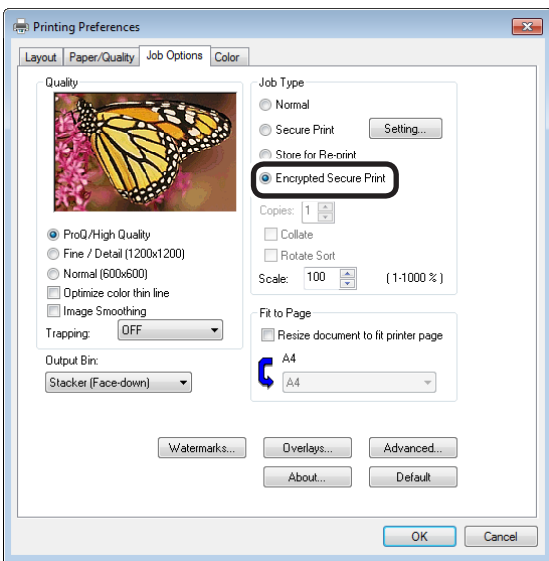 Printing Preferences
Layout Paper/Quality Job Options Color
Quality
ProQ/High Quality
Fine / Detail (1200x1200)
Normal (600x600)
Optimize color thin line
Image Smoothing
Trapping: OFF
Output Bin:
Stacker (Face-down)
Job Type
Normal
Secure Print Setting...
Store for Re-print
Encrypted Secure Print
Copies: 1
Collate
Rotate Sort
Scale: 100 (1-1000 %)
Fit to Page
Resize document to fit printer page
A4
A4
Watermarks... Overlays... Advanced...
About... Default
OK Cancel